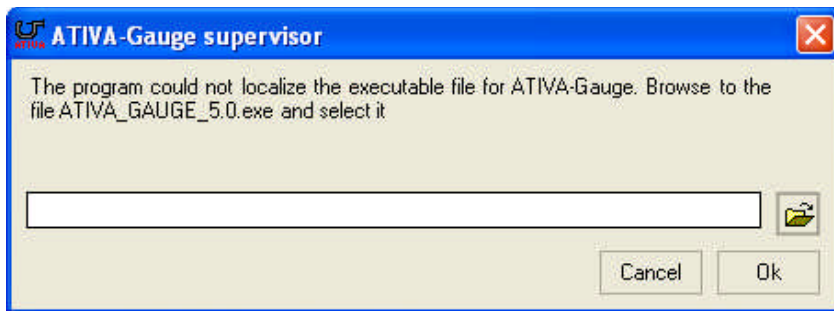 ATIVA-Gauge supervisor
The program could not localize the executable file for ATIVA-Gauge. Browse to the
file ATIVA_GAUGE_5.0.exe and select it
Cancel Ok